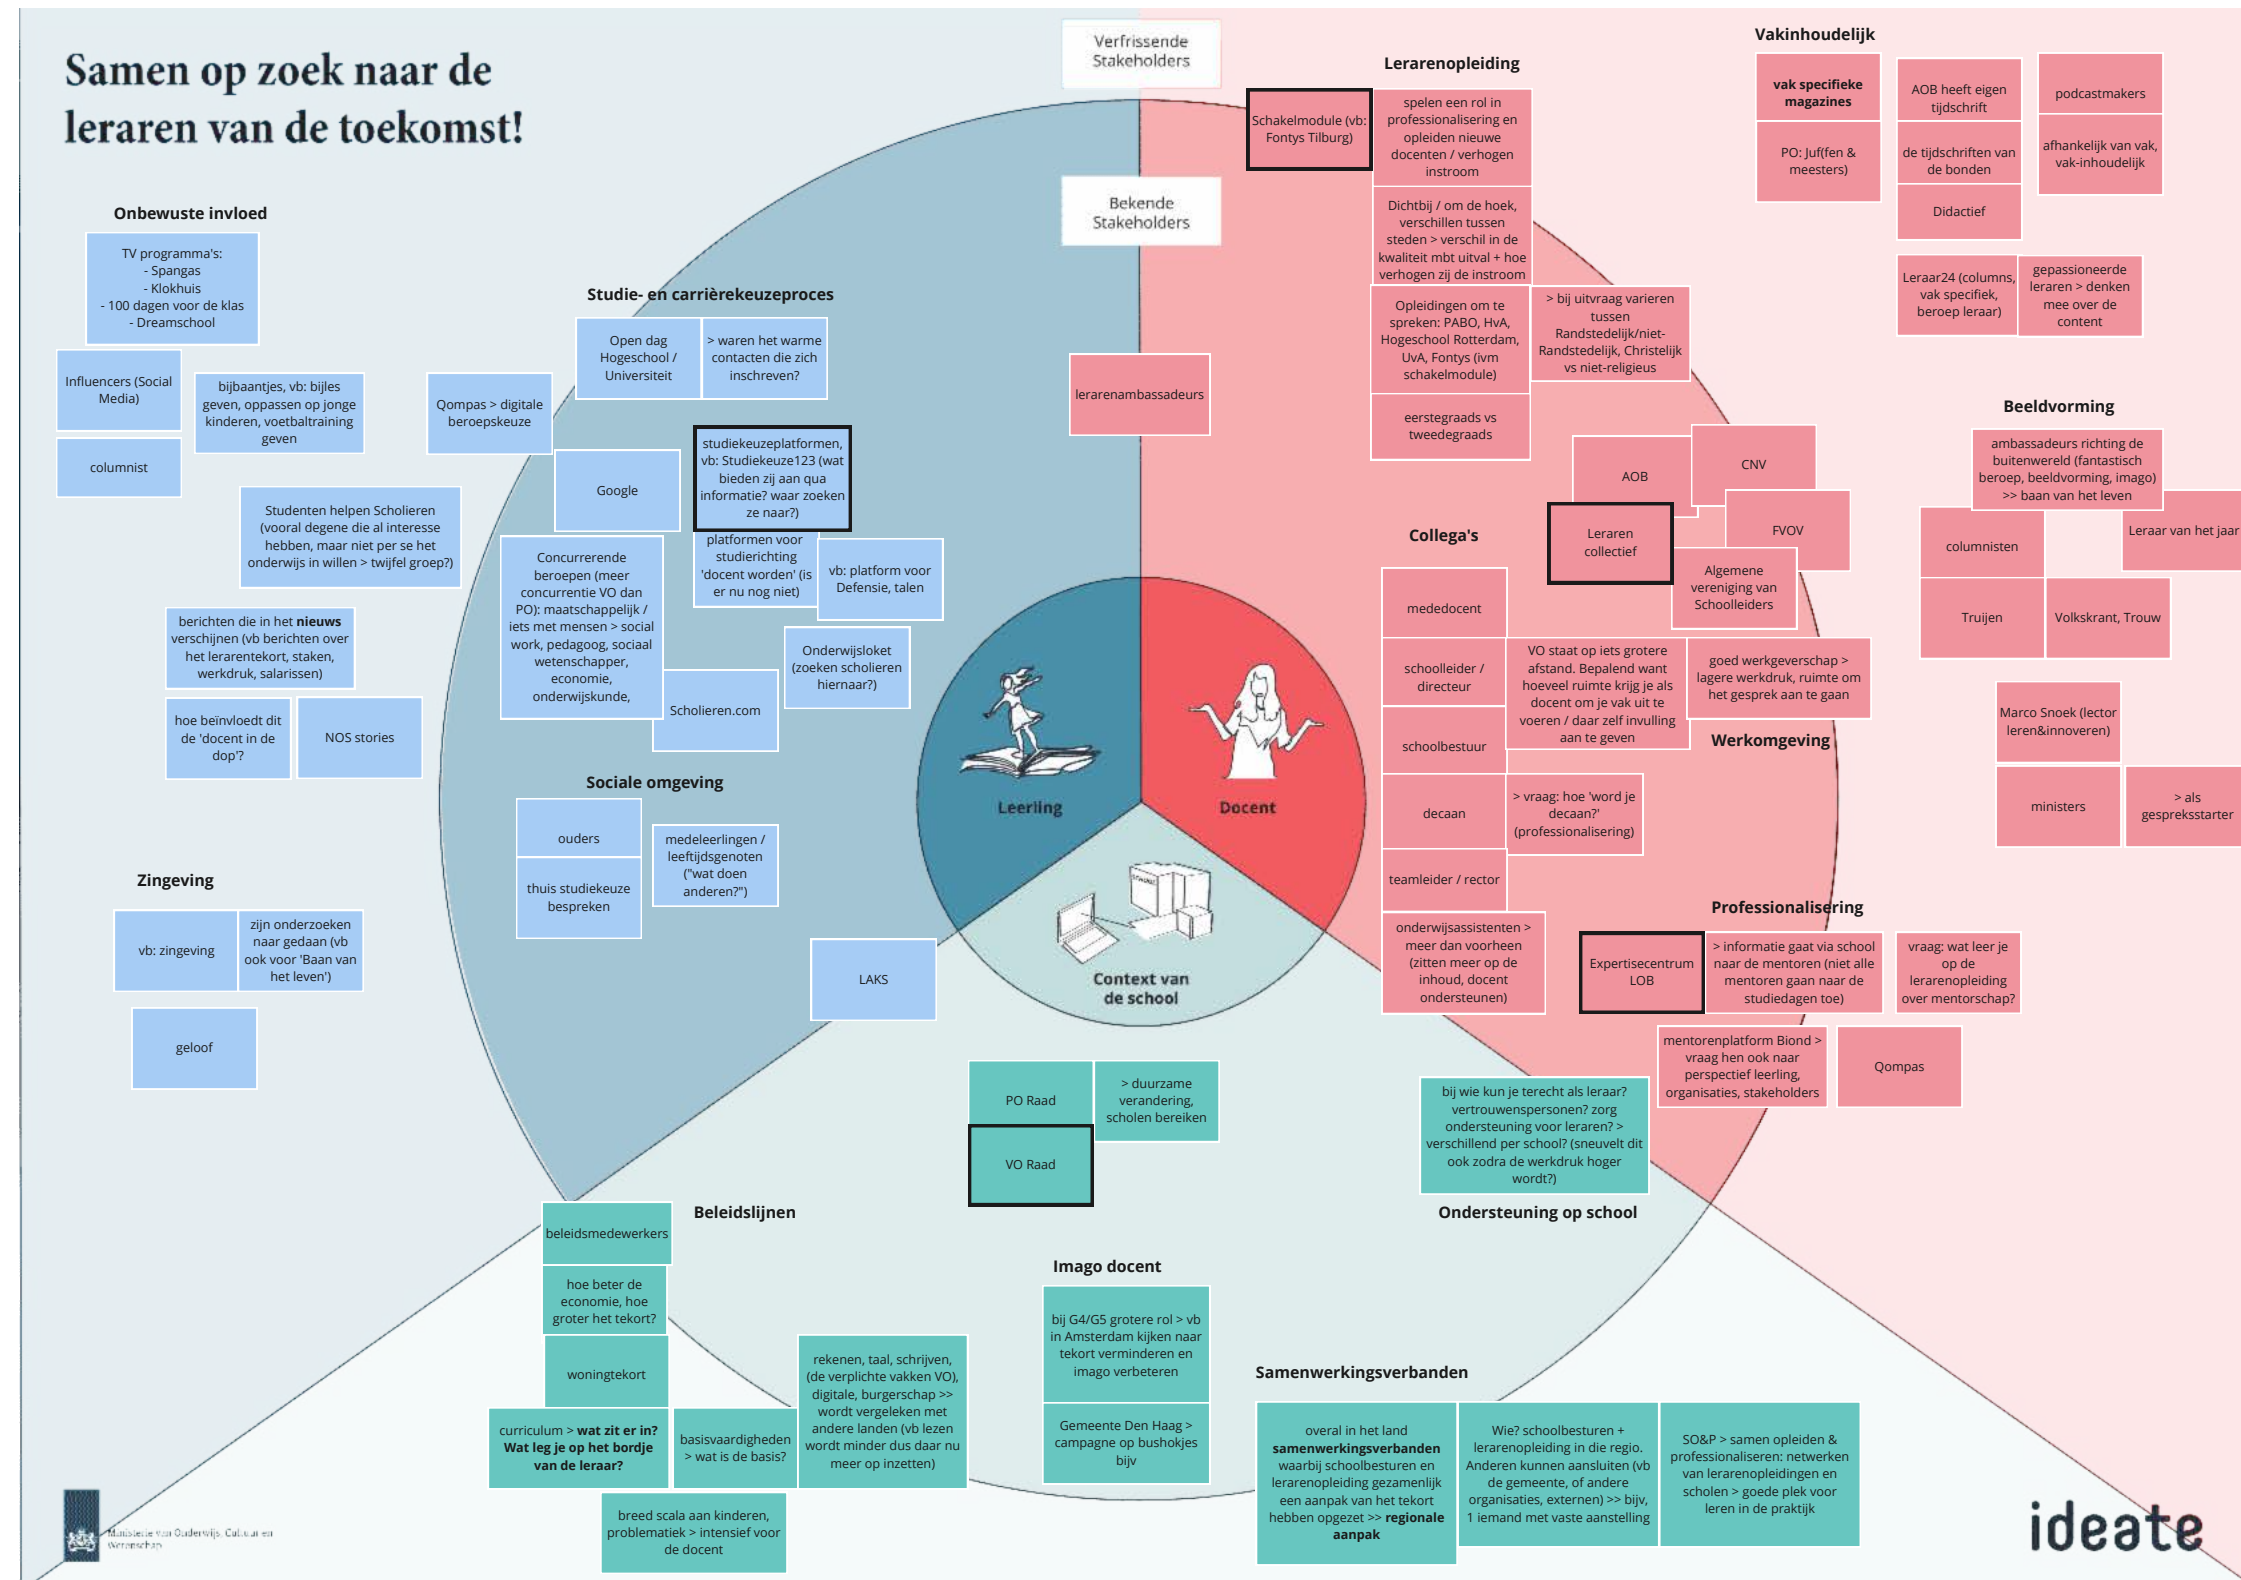 Samen op zoek naar de
leraren van de toekomst!
Verfrissende
Stakeholders
Bekende
Stakeholders
Onbewuste invloed
TV programma's:
- Spangas
- Klokhuis
- 100 dagen voor de klas
- Dreamschool
Influencers (Social
Media)
bijbaantjes, vb: bijles
geven, oppassen op jonge
kinderen, voetbaltraining
geven
columnist
Studenten helpen Scholieren
(vooral degene die al interesse
hebben, maar niet per se het
onderwijs in willen > twijfel groep?)
berichten die in het nieuws
verschijnen (vb berichten over
het lerarentekort, staken,
werkdruk, salarissen)
hoe beïnvloedt dit
de 'docent in de
dop'?
NOS stories
Zingeving
vb: zingeving
zijn onderzoeken
naar gedaan (vb
ook voor 'Baan van
het leven')
geloof
Studie- en carrièrekeuzeproces
Open dag
Hogeschool /
Universiteit
> waren het warme
contacten die zich
inschreven?
Qompas > digitale
beroepskeuze
Google
studiekeuzeplatformen,
vb: Studiekeuze123 (wat
bieden zij aan qua
informatie? waar zoeken
ze naar?)
platformen voor
studierichting
'docent worden' (is
er nu nog niet)
vb: platform voor
Defensie, talen
Concurrerende
beroepen (meer
concurrentie VO dan
PO): maatschappelijk /
iets met mensen > social
work, pedagoog, sociaal
wetenschapper,
economie,
onderwijskunde,
Onderwijsloket
(zoeken scholieren
hiernaar?)
Scholieren.com
Sociale omgeving
ouders
thuis studiekeuze
bespreken
medeleerlingen /
leeftijdsgenoten
("wat doen
anderen?")
LAKS
Leerling
Docent
Context van
de school
SCHOOL
lerarenambassadeurs
Lerarenopleiding
Schakelmodule (vb:
Fontys Tilburg)
spelen een rol in
professionalisering en
opleiden nieuwe
docenten / verhogen
instroom
Dichtbij / om de hoek,
verschillen tussen
steden > verschil in de
kwaliteit mbt uitval + hoe
verhogen zij de instroom
Opleidingen om te
spreken: PABO, HvA,
Hogeschool Rotterdam,
UvA, Fontys (ivm
schakelmodule)
> bij uitvraag varieren
tussen
Randstedelijk/niet-
Randstedelijk, Christelijk
vs niet-religieus
eerstegraads vs
tweedegraads
AOB
CNV
Leraren
collectief
FVOV
Algemene
vereniging van
Schoolleiders
Collega's
mededocent
schoolleider /
directeur
schoolbestuur
decaan
teamleider / rector
onderwijsassistenten >
meer dan voorheen
(zitten meer op de
inhoud, docent
ondersteunen)
VO staat op iets grotere
afstand. Bepalend want
hoeveel ruimte krijg je als
docent om je vak uit te
voeren / daar zelf invulling
aan te geven
goed werkgeverschap >
lagere werkdruk, ruimte om
het gesprek aan te gaan
Werkomgeving
> vraag: hoe 'word je
decaan?'
(professionalisering)
Professionalisering
Expertisecentrum
LOB
> informatie gaat via school
naar de mentoren (niet alle
mentoren gaan naar de
studiedagen toe)
vraag: wat leer je
op de
lerarenopleiding
over mentorschap?
mentorenplatform Biond >
vraag hen ook naar
perspectief leerling,
organisaties, stakeholders
Qompas
Vakinhoudelijk
vak specifieke
magazines
PO: Juf(fen &
meesters)
AOB heeft eigen
tijdschrift
de tijdschriften van
de bonden
Didactief
podcastmakers
afhankelijk van vak,
vak-inhoudelijk
Leraar24 (columns,
vak specifiek,
beroep leraar)
gepassioneerde
leraren > denken
mee over de
content
Beeldvorming
ambassadeurs richting de
buitenwereld (fantastisch
beroep, beeldvorming, imago)
>> baan van het leven
columnisten
Leraar van het jaar
Truijen
Volkskrant, Trouw
Marco Snoek (lector
leren&innoveren)
ministers
> als
gespreksstarter
PO Raad
> duurzame
verandering,
scholen bereiken
VO Raad
bij wie kun je terecht als leraar?
vertrouwenspersonen? zorg
ondersteuning voor leraren? >
verschillend per school? (sneuvelt dit
ook zodra de werkdruk hoger
wordt?)
Ondersteuning op school
Beleidslijnen
beleidsmedewerkers
hoe beter de
economie, hoe
groter het tekort?
woningtekort
curriculum > wat zit er in?
Wat leg je op het bordje
van de leraar?
basisvaardigheden
> wat is de basis?
rekenen, taal, schrijven,
(de verplichte vakken VO),
digitale, burgerschap >>
wordt vergeleken met
andere landen (vb lezen
wordt minder dus daar nu
meer op inzetten)
breed scala aan kinderen,
problematiek > intensief voor
de docent
Imago docent
bij G4/G5 grotere rol > vb
in Amsterdam kijken naar
tekort verminderen en
imago verbeteren
Gemeente Den Haag >
campagne op bushokjes
bijv
Samenwerkingsverbanden
overal in het land
samenwerkingsverbanden
waarbij schoolbesturen en
lerarenopleiding gezamenlijk
een aanpak van het tekort
hebben opgezet >> regionale
aanpak
Wie? schoolbesturen +
lerarenopleiding in die regio.
Anderen kunnen aansluiten (vb
de gemeente, of andere
organisaties, externen) >> bijv,
1 iemand met vaste aanstelling
SO&P > samen opleiden &
professionaliseren: netwerken
van lerarenopleidingen en
scholen > goede plek voor
leren in de praktijk
Ministerie van Onderwijs, Cultuur en
Wetenschap
ideate